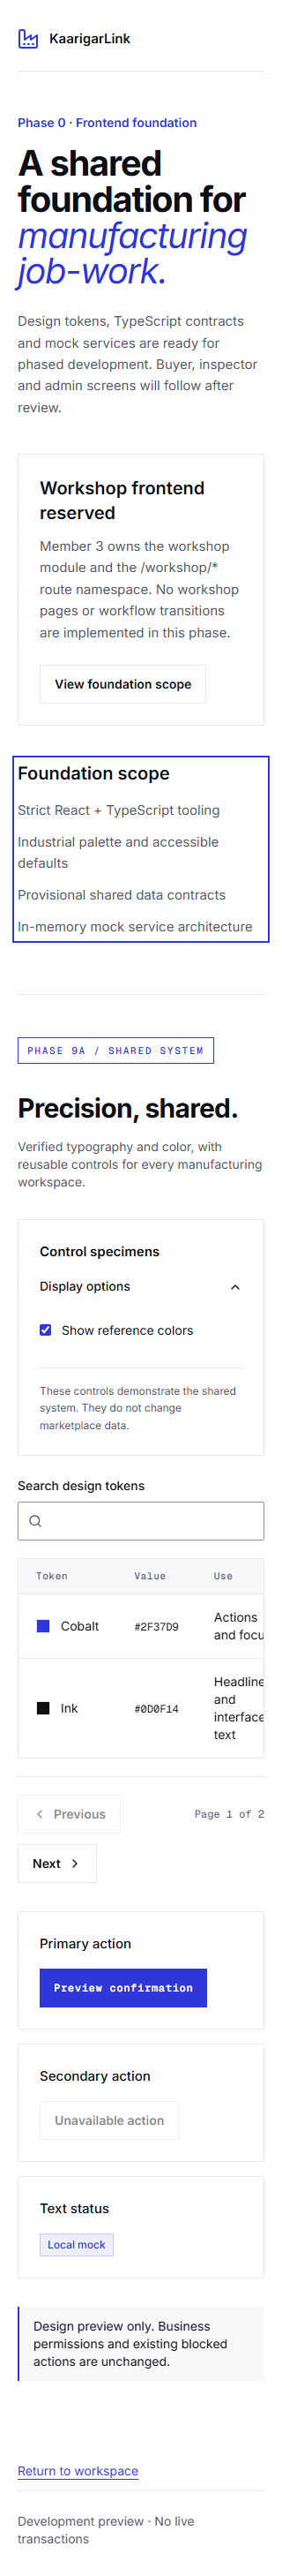 KaarigarLink
Phase 0 · Frontend foundation
A shared
foundation for
manufacturing
job-work.
Design tokens, TypeScript contracts
and mock services are ready for
phased development. Buyer, inspector
and admin screens will follow after
review.
Workshop frontend
reserved
Member 3 owns the workshop
module and the /workshop/*
route namespace. No workshop
pages or workflow transitions
are implemented in this phase.
View foundation scope
Foundation scope
Strict React + TypeScript tooling
Industrial palette and accessible
defaults
Provisional shared data contracts
In-memory mock service architecture
PHASE 9A / SHARED SYSTEM
Precision, shared.
Verified typography and color, with
reusable controls for every manufacturing
workspace.
Control specimens
Display options
Show reference colors
These controls demonstrate the shared
system. They do not change
marketplace data.
Search design tokens
Token Value Use
Cobalt #2F37D9 Actions
and focu
Ink #0D0F14 Headline
and
interface
text
Previous Page 1 of 2
Next
Primary action
Preview confirmation
Secondary action
Unavailable action
Text status
Local mock
Design preview only. Business
permissions and existing blocked
actions are unchanged.
Return to workspace
Development preview · No live
transactions